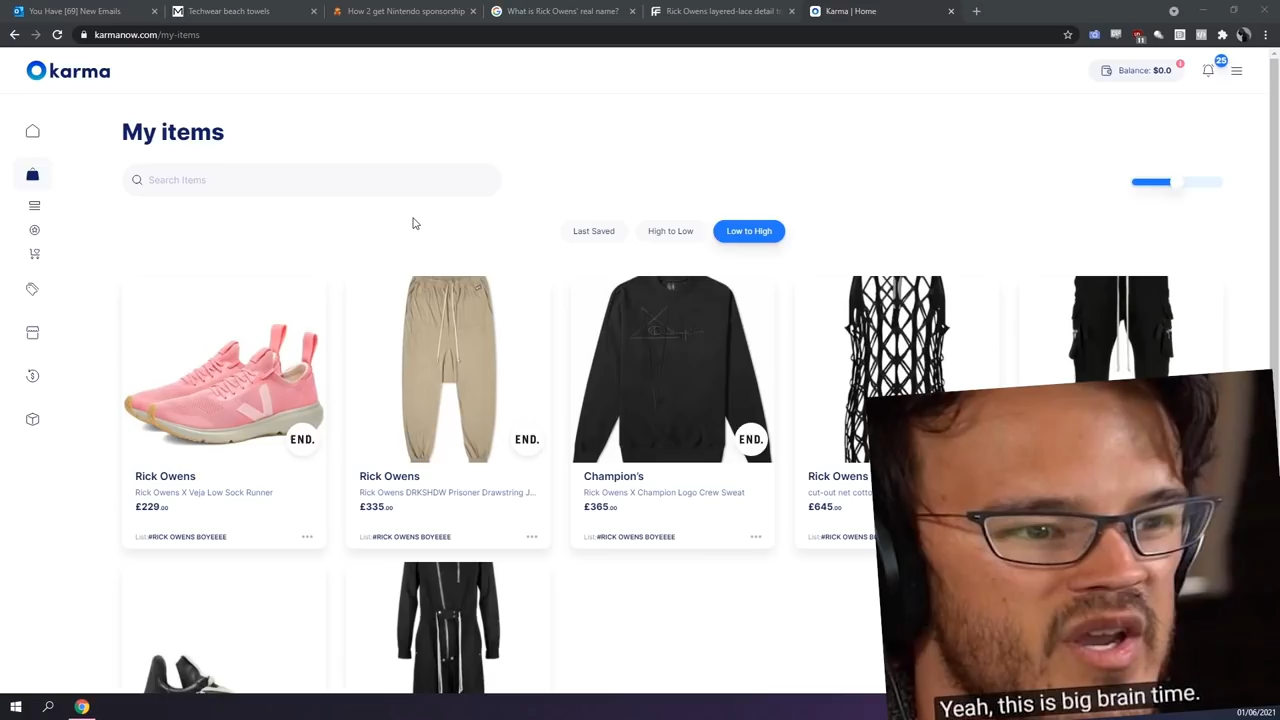 You Have [69] New Emails
Techwear beach towels
How 2 get Nintendo sponsorship
What is Rick Owens' real name?
Rick Owens layered-lace detail t
Karma | Home
karmanow.com/my-items
11
karma
Balance: $0.0
25
My items
Search Items
Last Saved
High to Low
Low to High
END.
END.
END.
Rick Owens
Rick Owens X Veja Low Sock Runner
£229.00
List:#RICK OWENS BOYEEEE
Rick Owens
Rick Owens DRKSHDW Prisoner Drawstring J...
£335.00
List:#RICK OWENS BOYEEEE
Champion's
Rick Owens X Champion Logo Crew Sweat
£365.00
List:#RICK OWENS BOYEEEE
Rick Owens
cut-out net cotto
£645.00
List:#RICK OWENS B
Yeah, this is big brain time.
01/06/2021